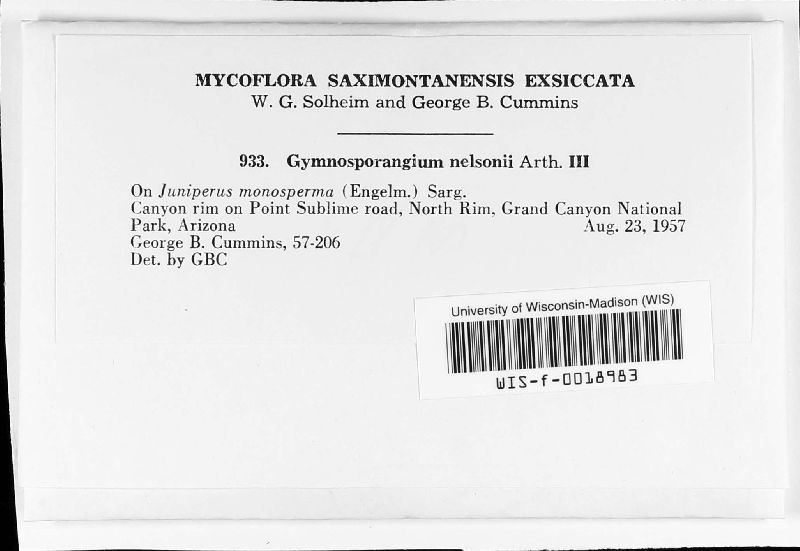 MYCOFLORA SAXIMONTANENSIS EXSICCATA
W. G. Solheim and George B. Cummins
933. Gymnosporangium nelsonii Arth. III
On Juniperus monosperma (Engelm.) Sarg.
Canyon rim on Point Sublime road, North Rim, Grand Canyon National
Park, Arizona Aug. 23, 1957
George B. Cummins, 57-206
Det. by GBC
University of Wisconsin-Madison (WIS)
WIS-f-0018983